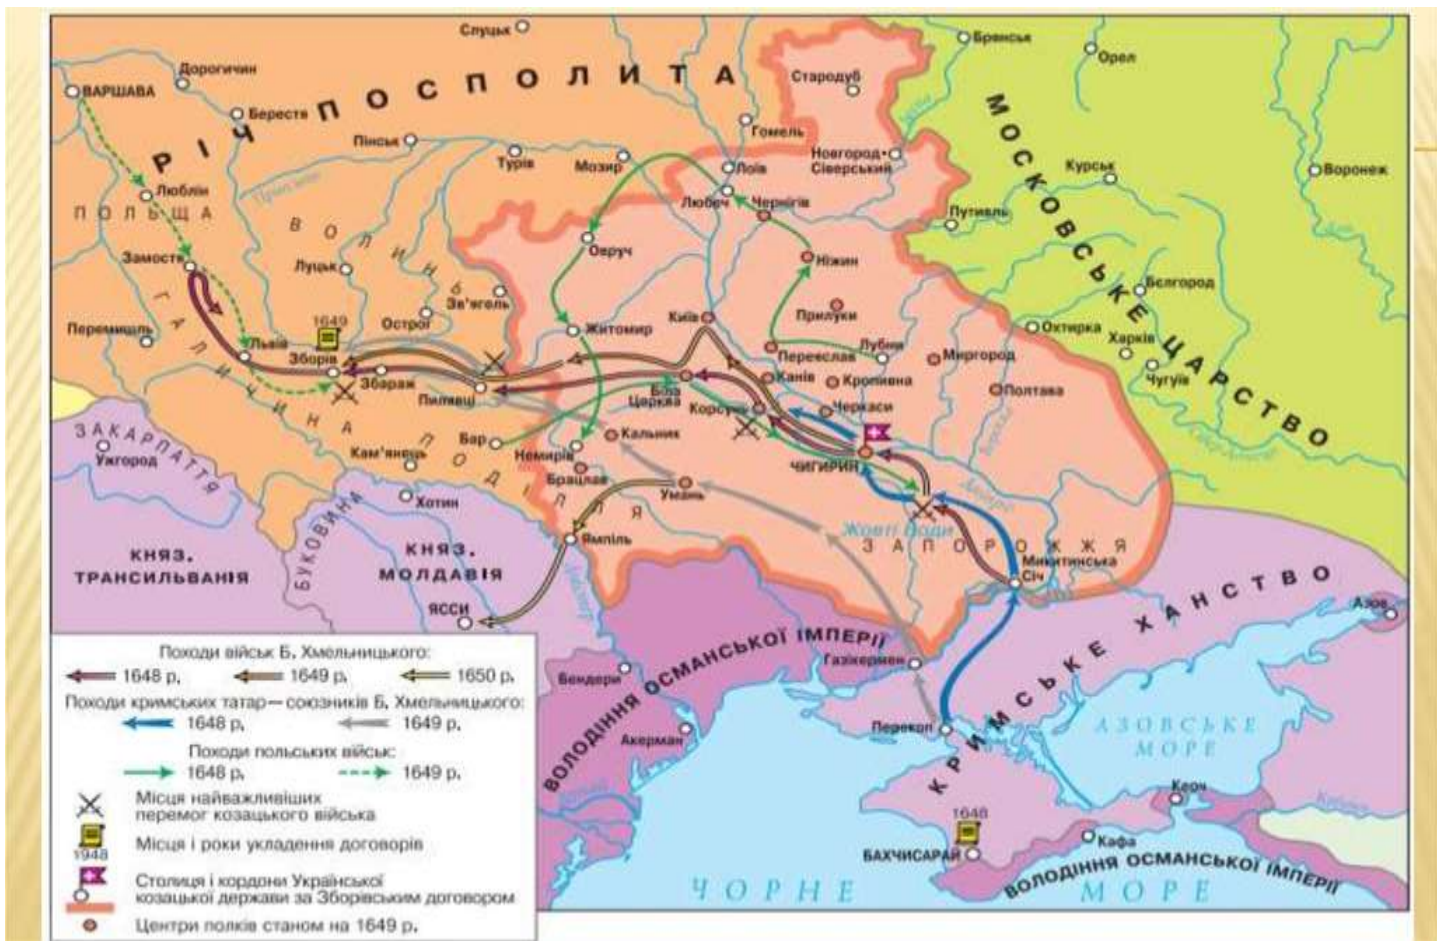 Слуцьк
Брянськ
Орел
ВАРШАВА
Дорогичин
РІЧ ПОСПОЛИТА
Стародуб
Берестя
Пінськ
Турів
Мозир
Гомель
Лоїв
Новгород-
Сіверський
МОСКОВСЬКЕ ЦАРСТВО
Курськ
Воронеж
Люблін
ПОЛЬЩА
Любеч
Чернігів
Путивль
ВОЛИНЬ
Овруч
Ніжин
Замостя
Луцьк
Зв'ягель
Бєлгород
Острог
Прилуки
Київ
Охтирка
Харків
Чугуїв
Перемишль
1649
Львів
Зборів
Збараж
Житомир
Переяслав
Лубни
Миргород
ГАЛИЧИНА
Пилявці
Біла
Церква
Канів
Кропивна
Полтава
Корсунь
Черкаси
ЗАКАРПАТТЯ
Ужгород
Бар
Кальник
Немирів
Кам'янець
ПОДІЛЛЯ
Брацлав
Умань
ЧИГИРИН
Дніпро
Хотин
БУКОВИНА
Жовті Води
ЗАПОРОЖЖЯ
Ямпіль
Микитинська
Січ
КНЯЗ.
ТРАНСИЛЬВАНІЯ
КНЯЗ.
МОЛДАВІЯ
Дністер
ЯССИ
КРИМСЬКЕ ХАНСТВО
Азов
ВОЛОДІННЯ ОСМАНСЬКОЇ ІМПЕРІЇ
Газікермен
Бендери
Перекоп
Акерман
АЗОВСЬКЕ
МОРЕ
Керч
1648
БАХЧИСАРАЙ
Кафа
ВОЛОДІННЯ ОСМАНСЬКОЇ ІМПЕРІЇ
ЧОРНЕ МОРЕ
Походи військ Б. Хмельницького:
1648 р. 1649 р. 1650 р.
Походи кримських татар — союзників Б. Хмельницького:
1648 р. 1649 р.
Походи польських військ:
1648 р. 1649 р.
Місця найважливіших
перемог козацького війська
1948
Місця і роки укладення договорів
Столиця і кордони Української
козацької держави за Зборівським договором
Центри полків станом на 1649 р.